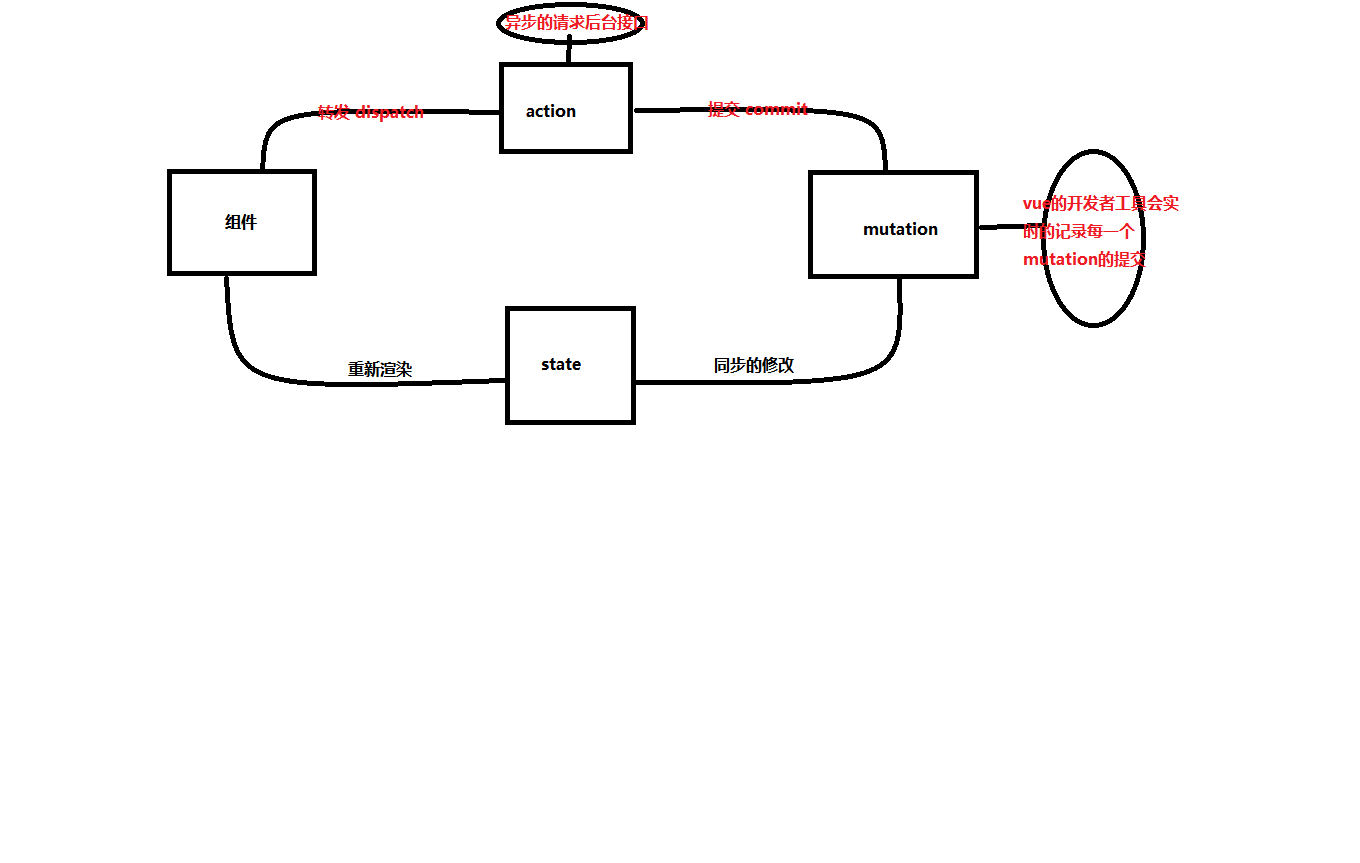 异步的请求后台接口
action
转发 dispatch
提交 commit
组件
mutation
vue的开发者工具会实
时的记录每一个
mutation的提交
state
重新渲染
同步的修改